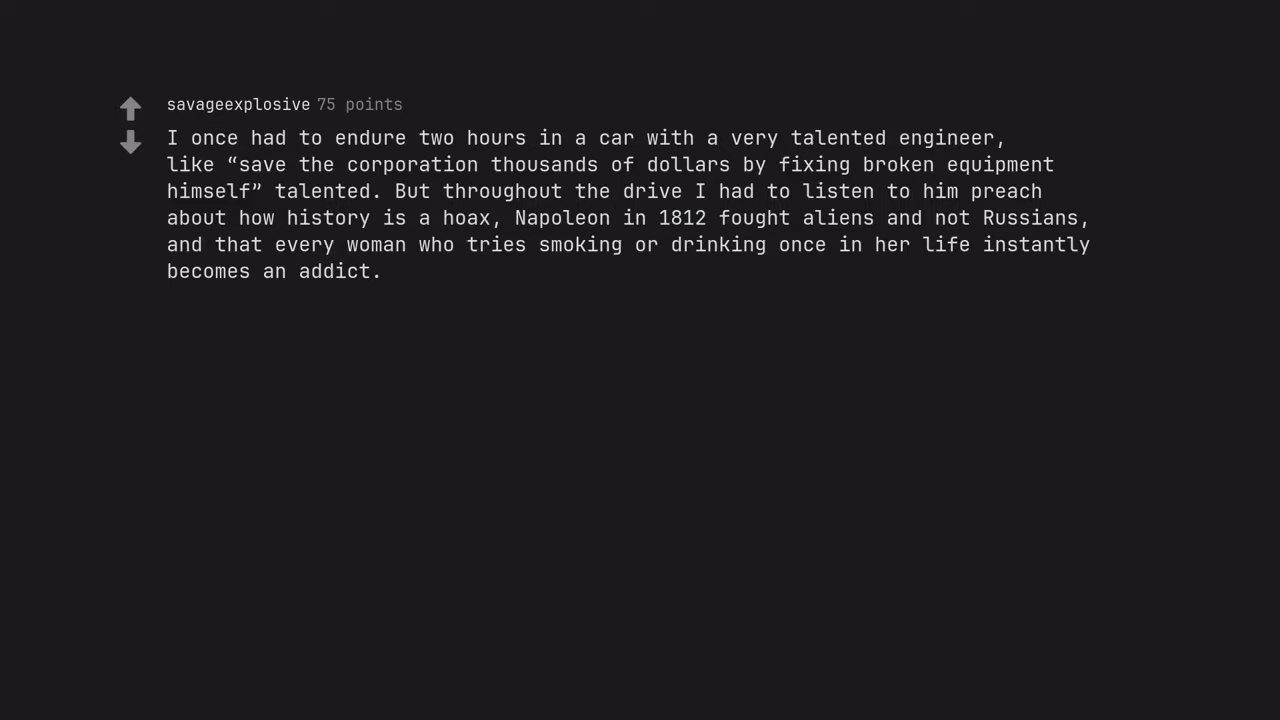 savageexplosive 75 points
I once had to endure two hours in a car with a very talented engineer,
like “save the corporation thousands of dollars by fixing broken equipment
himself” talented. But throughout the drive I had to listen to him preach
about how history is a hoax, Napoleon in 1812 fought aliens and not Russians,
and that every woman who tries smoking or drinking once in her life instantly
becomes an addict.